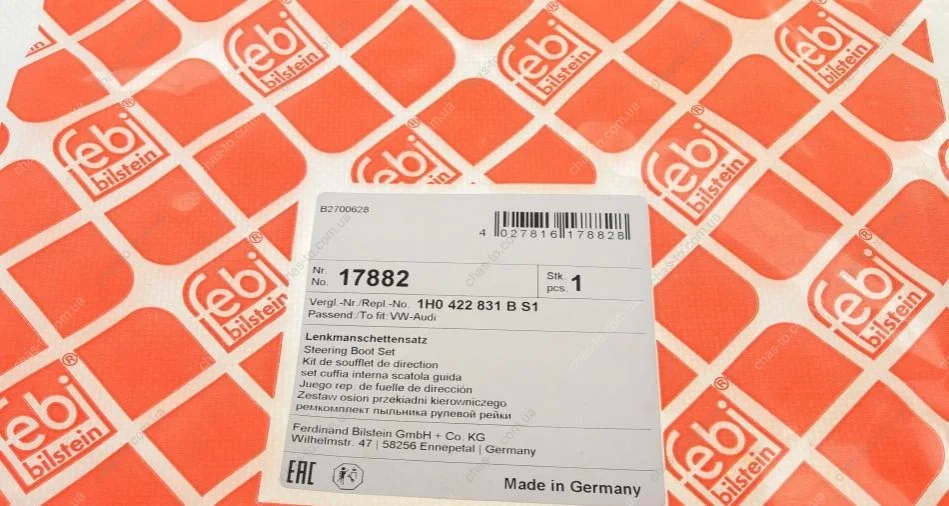 febi
bilstein
B2700628
4 027816 178828
Nr.
No. 17882
Stk.
pcs. 1
Vergl.-Nr./Repl.-No. 1H0 422 831 B S1
Passend:/To fit: VW-Audi
Lenkmanschettensatz
Steering Boot Set
Kit de soufflet de direction
set cuffia interna scatola guida
Juego rep. de fuelle de dirección
Zestaw osion przekiadni kierowniczego
ремкомплект пыльника рулевой рейки
Ferdinand Bilstein GmbH + Co. KG
Wilhelmstr. 47 | 58256 Ennepetal | Germany
EAC
Made in Germany
chas-to.com.ua